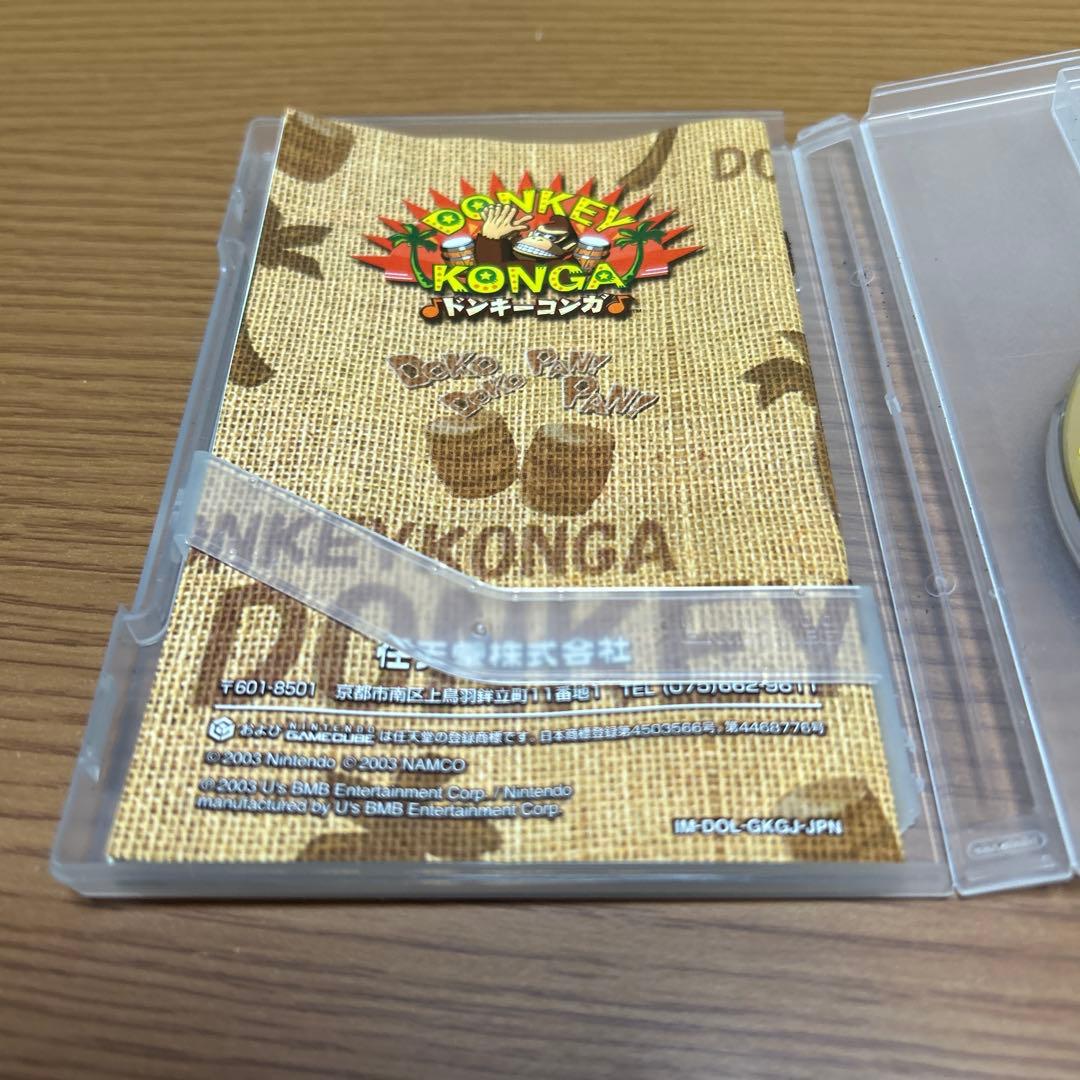 DO
DONKEY
KONGA
ドンキーコンガ
DOKO PAN!
DOKO PAN!
NKEY KONGA
DONKEY
任天堂株式会社
〒601-8501 京都市南区上鳥羽鉾立町11番地1 TEL (075)662-9611
および NINTENDO GAMECUBE は任天堂の登録商標です。日本商標登録第4503566号, 第4468776号
©2003 Nintendo ©2003 NAMCO
℗2003 U's BMB Entertainment Corp. / Nintendo
manufactured by U's BMB Entertainment Corp.
IM-DOL-GKGJ-JPN